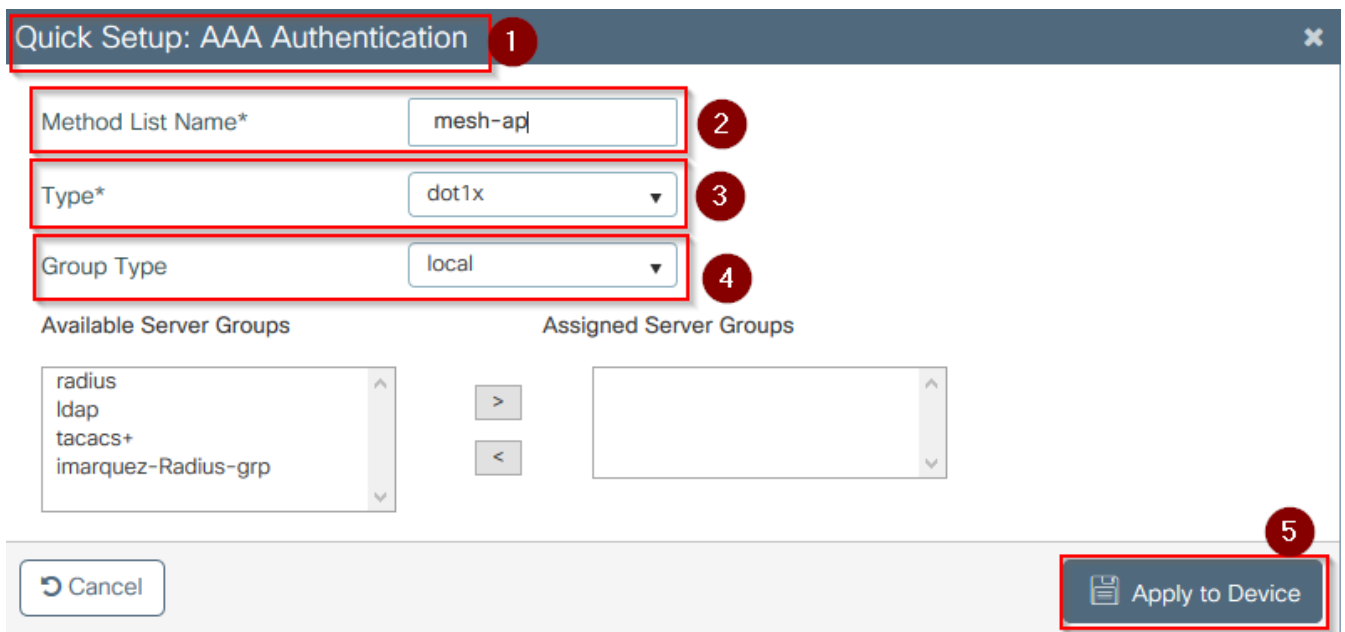 Quick Setup: AAA Authentication 1 ✖
Method List Name* mesh-ap 2
Type* dot1x ▼ 3
Group Type local ▼ 4
Available Server Groups Assigned Server Groups
radius
ldap
tacacs+
imarquez-Radius-grp
>
<
5
Cancel Apply to Device